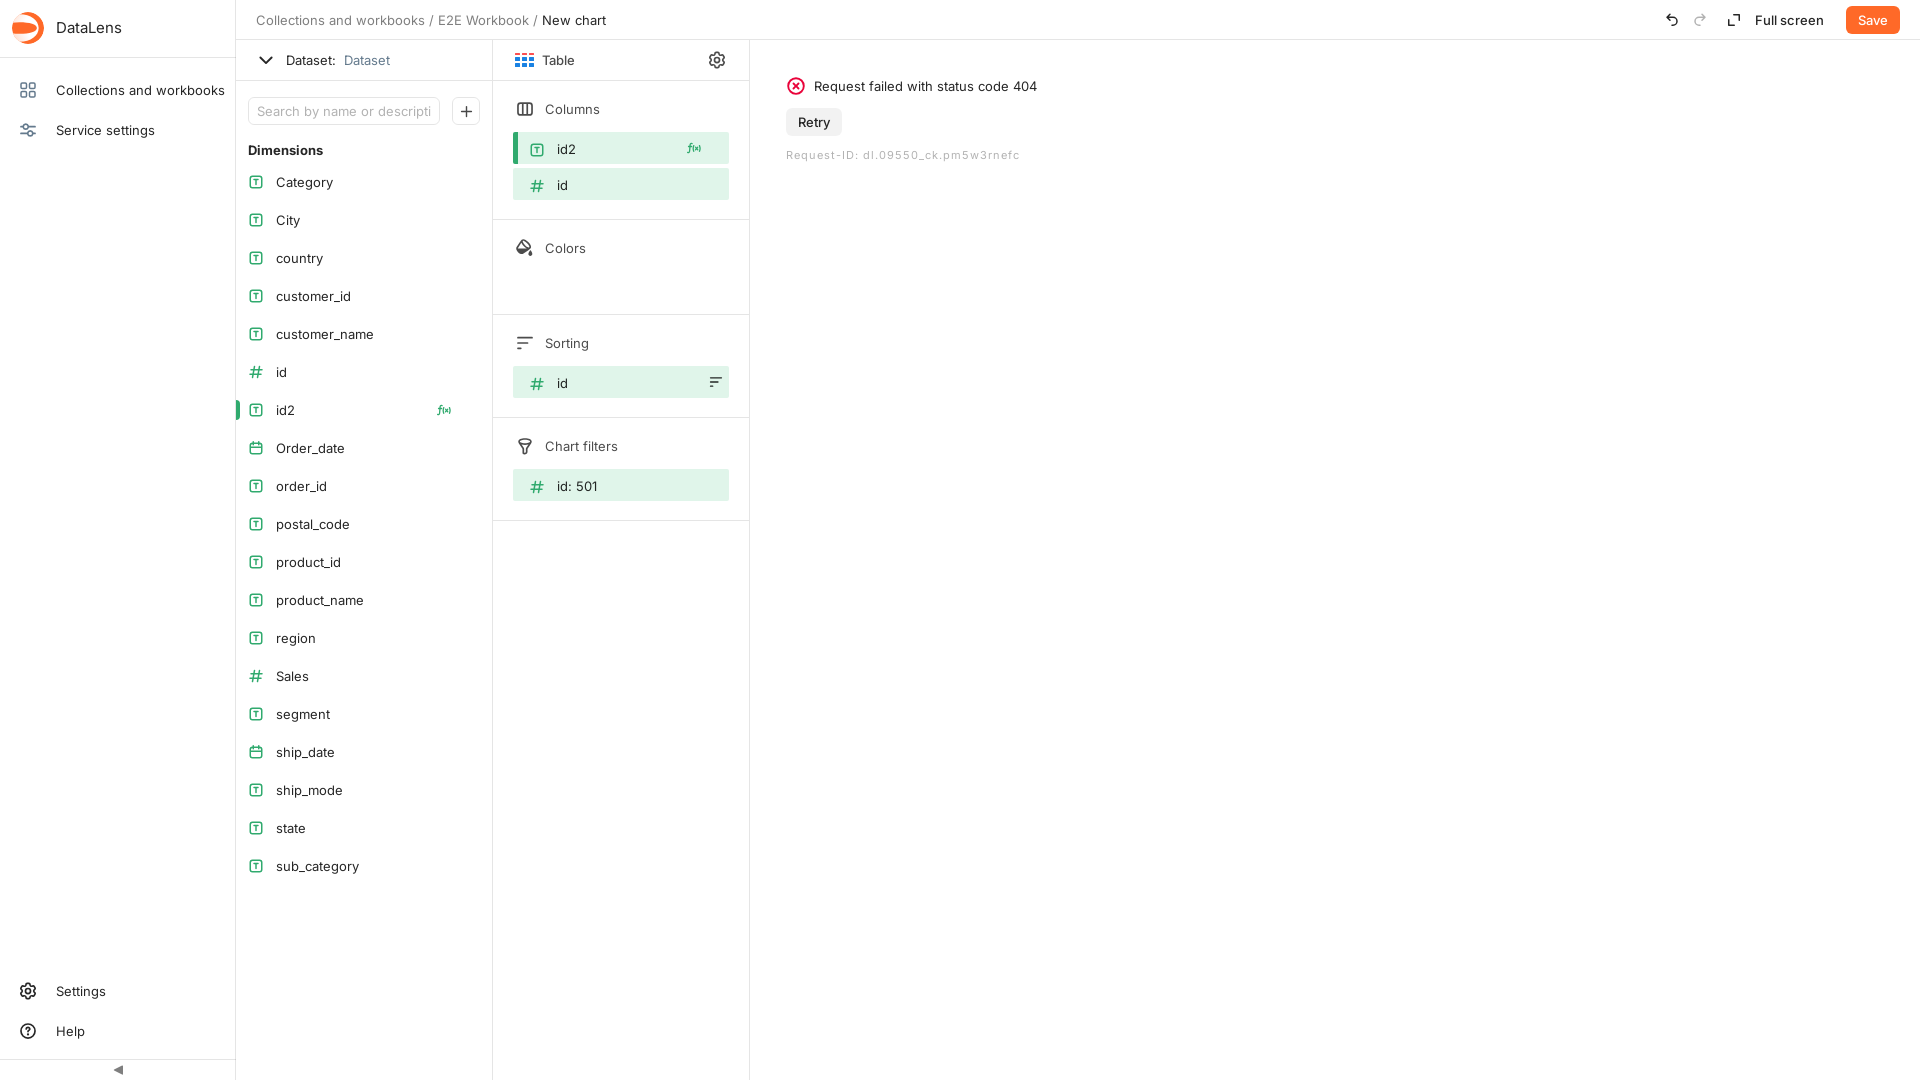 DataLens
Collections and workbooks
Service settings
Settings
Help
Collections and workbooks / E2E Workbook / New chart
Full screen
Save
Dataset: Dataset
Search by name or descripti
Dimensions
Category
City
country
customer_id
customer_name
id
id2
Order_date
order_id
postal_code
product_id
product_name
region
Sales
segment
ship_date
ship_mode
state
sub_category
Table
Columns
id2
id
Colors
Sorting
id
Chart filters
id: 501
Request failed with status code 404
Retry
Request-ID: dl.09550_ck.pm5w3rnefc